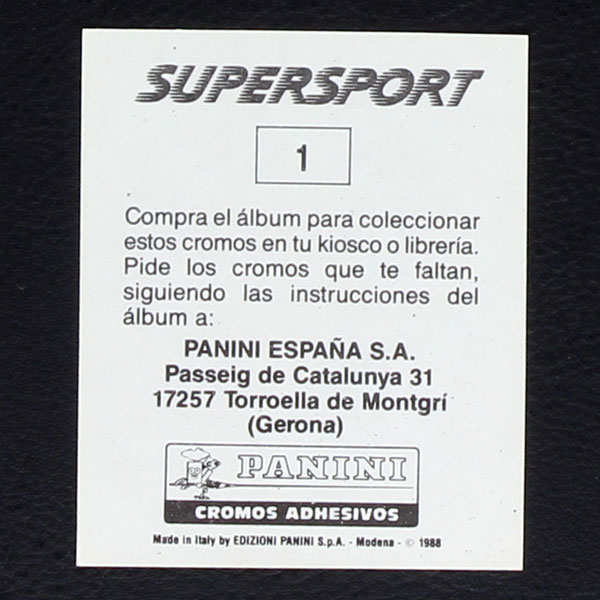 SUPERSPORT
1
Compra el álbum para coleccionar
estos cromos en tu kiosco o librería.
Pide los cromos que te faltan,
siguiendo las instrucciones del
álbum a:
PANINI ESPAÑA S.A.
Passeig de Catalunya 31
17257 Torroella de Montgrí
(Gerona)
PANINI
CROMOS ADHESIVOS
Made in Italy by EDIZIONI PANINI S.p.A. - Modena - © 1988